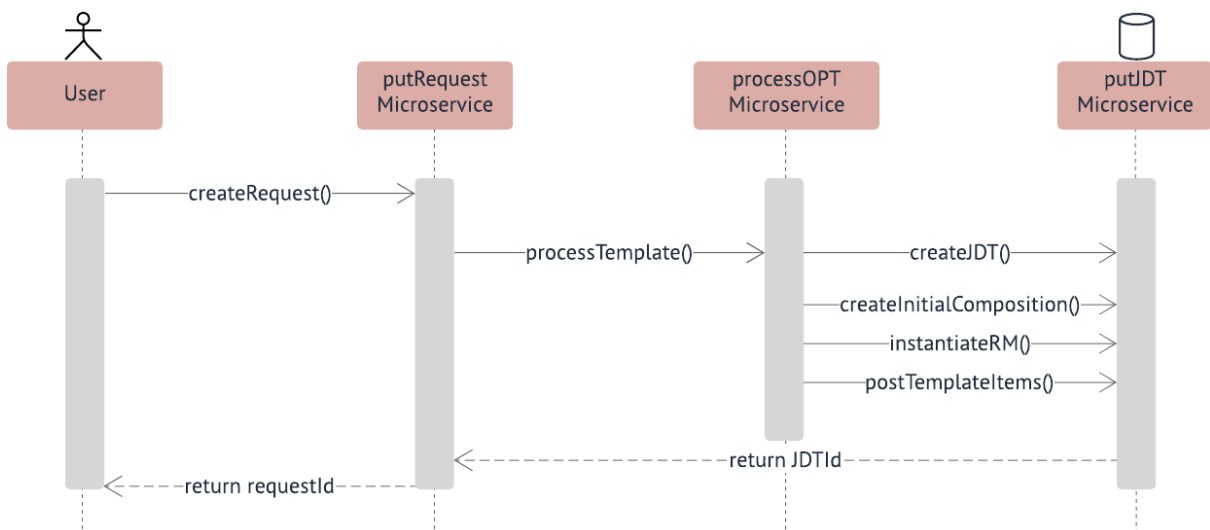 User
putRequest
Microservice
processOPT
Microservice
putJDT
Microservice
createRequest()
processTemplate()
createJDT()
createInitialComposition()
instantiateRM()
postTemplateItems()
return JDTId
return requestId